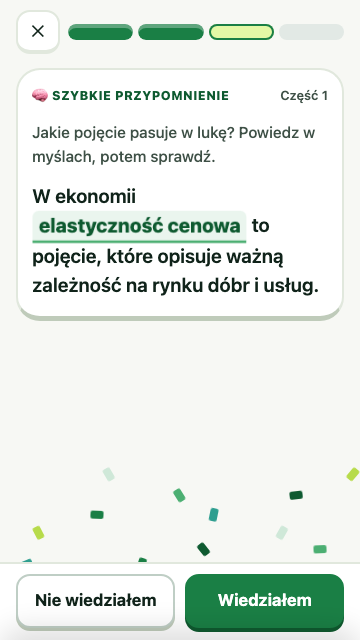 SZYBKIE PRZYPOMNIENIE Część 1
Jakie pojęcie pasuje w lukę? Powiedz w
myślach, potem sprawdź.
W ekonomii
elastyczność cenowa to
pojęcie, które opisuje ważną
zależność na rynku dóbr i usług.
Nie wiedziałem Wiedziałem